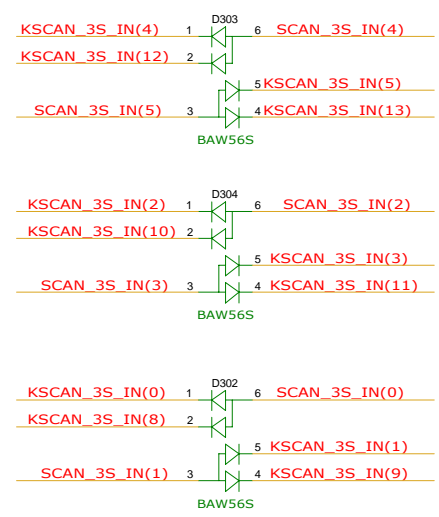 D303
KSCAN_3S_IN(4) 1 6 SCAN_3S_IN(4)
KSCAN_3S_IN(12) 2
5 KSCAN_3S_IN(5)
SCAN_3S_IN(5) 3 4 KSCAN_3S_IN(13)
BAW56S
D304
KSCAN_3S_IN(2) 1 6 SCAN_3S_IN(2)
KSCAN_3S_IN(10) 2
5 KSCAN_3S_IN(3)
SCAN_3S_IN(3) 3 4 KSCAN_3S_IN(11)
BAW56S
D302
KSCAN_3S_IN(0) 1 6 SCAN_3S_IN(0)
KSCAN_3S_IN(8) 2
5 KSCAN_3S_IN(1)
SCAN_3S_IN(1) 3 4 KSCAN_3S_IN(9)
BAW56S